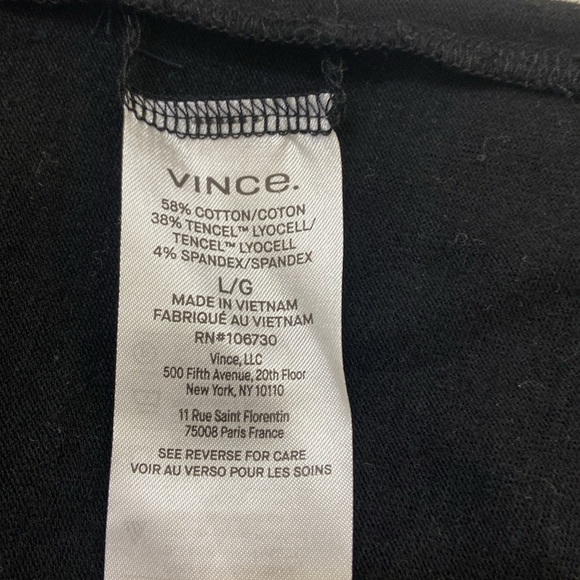 VINCE.
58% COTTON/COTON
38% TENCEL™ LYOCELL/
TENCEL™ LYOCELL
4% SPANDEX/SPANDEX
L/G
MADE IN VIETNAM
FABRIQUÉ AU VIETNAM
RN#106730
Vince, LLC
500 Fifth Avenue, 20th Floor
New York, NY 10110
11 Rue Saint Florentin
75008 Paris France
SEE REVERSE FOR CARE
VOIR AU VERSO POUR LES SOINS